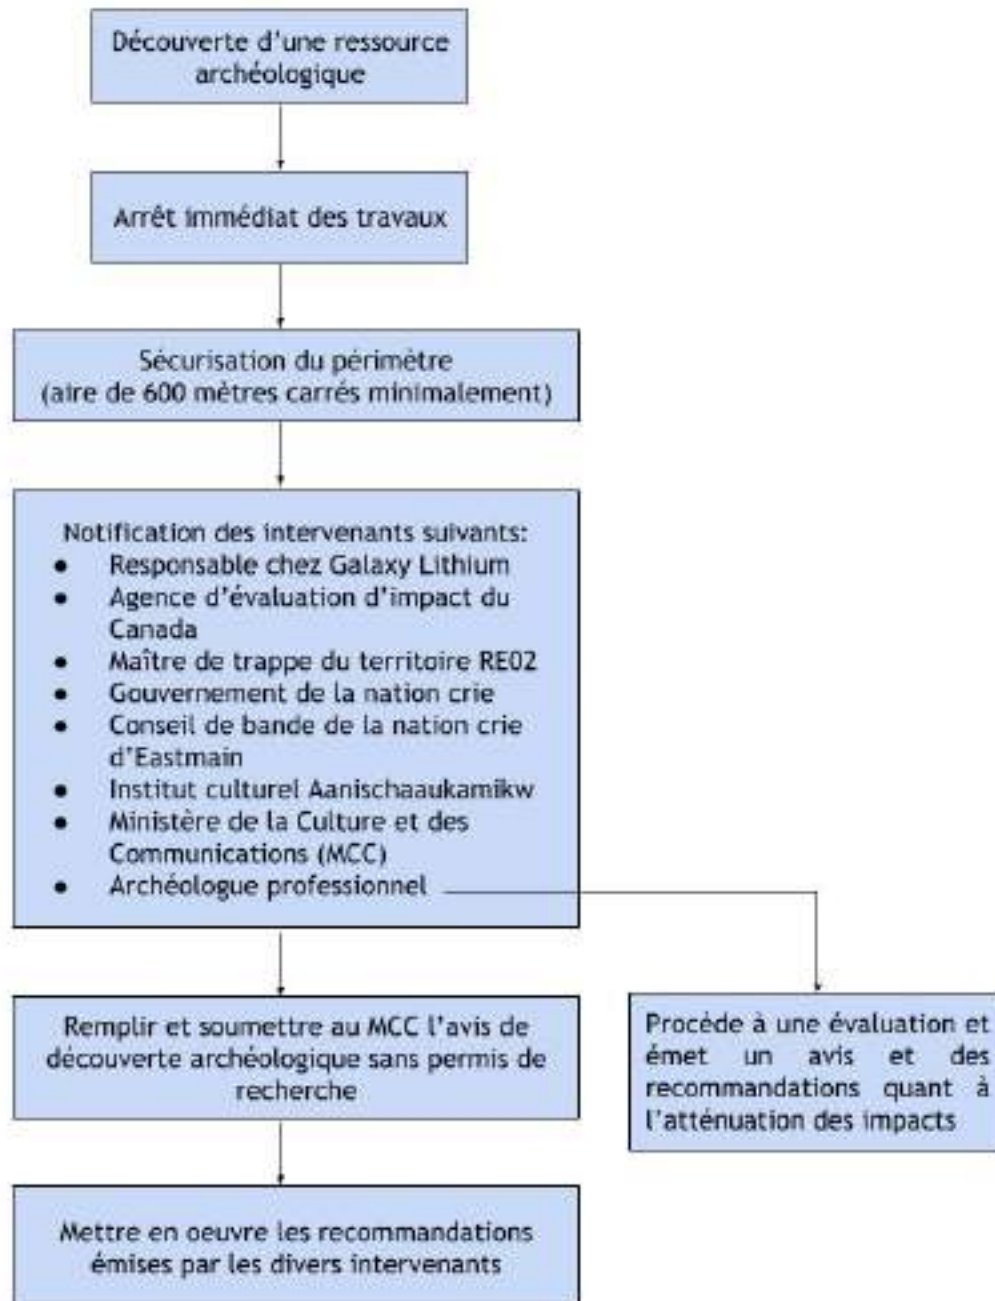 Découverte d'une ressource
archéologique
Arrêt immédiat des travaux
Sécurisation du périmètre
(aire de 600 mètres carrés minimalement)
Notification des intervenants suivants:
● Responsable chez Galaxy Lithium
● Agence d'évaluation d'impact du
Canada
● Maître de trappe du territoire RE02
● Gouvernement de la nation crie
● Conseil de bande de la nation crie
d'Eastmain
● Institut culturel Aanischaaukamikw
● Ministère de la Culture et des
Communications (MCC)
● Archéologue professionnel
Remplir et soumettre au MCC l'avis de
découverte archéologique sans permis de
recherche
Procède à une évaluation et
émet un avis et des
recommandations quant à
l'atténuation des impacts
Mettre en oeuvre les recommandations
émises par les divers intervenants